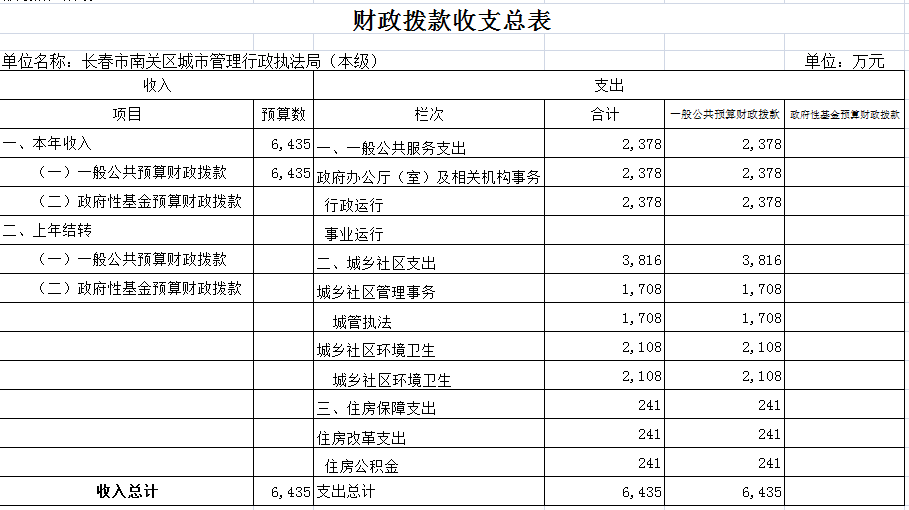 财政拨款收支总表
单位名称：长春市南关区城市管理行政执法局（本级） 单位：万元
收入 支出
项目 预算数 栏次 合计 一般公共预算财政拨款 政府性基金预算财政拨款
一、本年收入 6,435 一、一般公共服务支出 2,378 2,378
（一）一般公共预算财政拨款 6,435 政府办公厅（室）及相关机构事务 2,378 2,378
（二）政府性基金预算财政拨款 行政运行 2,378 2,378
二、上年结转 事业运行
（一）一般公共预算财政拨款 二、城乡社区支出 3,816 3,816
（二）政府性基金预算财政拨款 城乡社区管理事务 1,708 1,708
城管执法 1,708 1,708
城乡社区环境卫生 2,108 2,108
城乡社区环境卫生 2,108 2,108
三、住房保障支出 241 241
住房改革支出 241 241
住房公积金 241 241
收入总计 6,435 支出总计 6,435 6,435